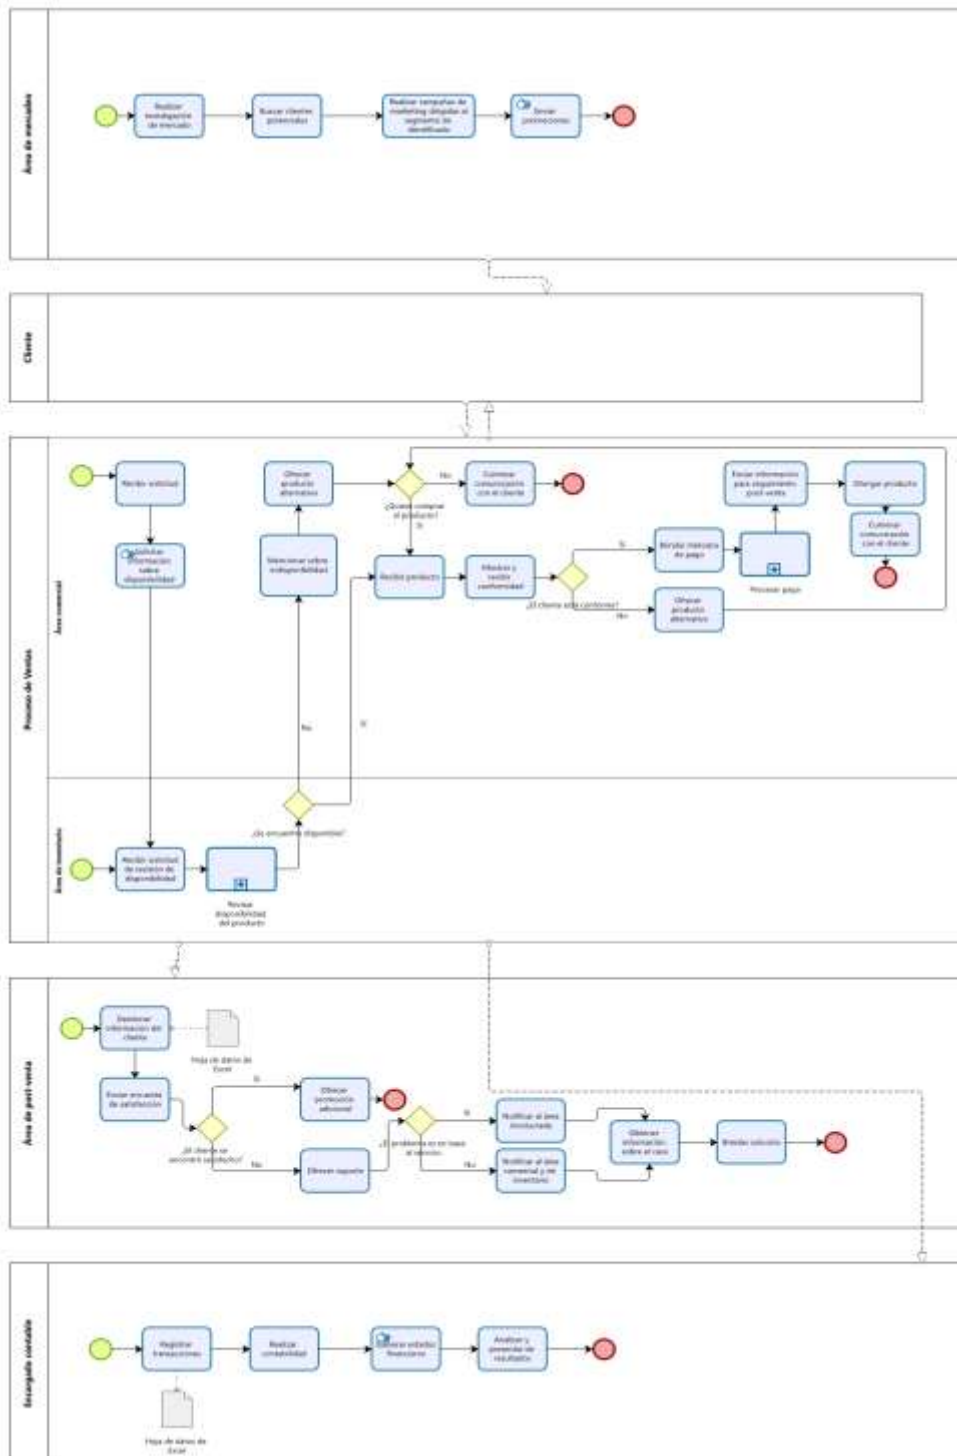 Área de mercadeo
Realizar
investigación
de mercado
Buscar clientes
potenciales
Realizar campañas de
marketing dirigidas al
segmento de
identificado
Enviar
promociones
Cliente
Proceso de Ventas
Área comercial
Recibir solicitud
Solicitar
información
sobre
disponibilidad
Ofrecer
producto
alternativo
Mencionar sobre
indisponibilidad
¿Quiere comprar
el producto?
No
Si
Culminar
comunicación
con el cliente
Recibir producto
Mostrar y
recibir
conformidad
¿El cliente está conforme?
Si
No
Brindar
de pago
Ofrecer
producto
alternativo
Procesar pago
Enviar información
para seguimiento
post-venta
Otorgar producto
Culminar
comunicación
con el cliente
No
Si
Área de inventario
¿Se encuentra disponible?
Recibir solicitud
de revisión de
disponibilidad
Revisar
disponibilidad
del producto
Área de post-venta
información del
cliente
Hoja de datos de
Excel
Enviar encuesta
de satisfacción
¿El cliente se
encontró satisfecho?
Si
No
Ofrecer
promoción
adicional
Ofrecer soporte
¿El problema es en base
al servicio?
Si
No
Notificar al área
involucrada
Notificar al área
comercial y de
inventario
Obtener
información
sobre el caso
Brindar solución
Encargado contable
Registrar
transacciones
Realizar
contabilidad
Generar estados
financieros
Analizar y
presentar de
resultados
Hoja de datos de
Excel